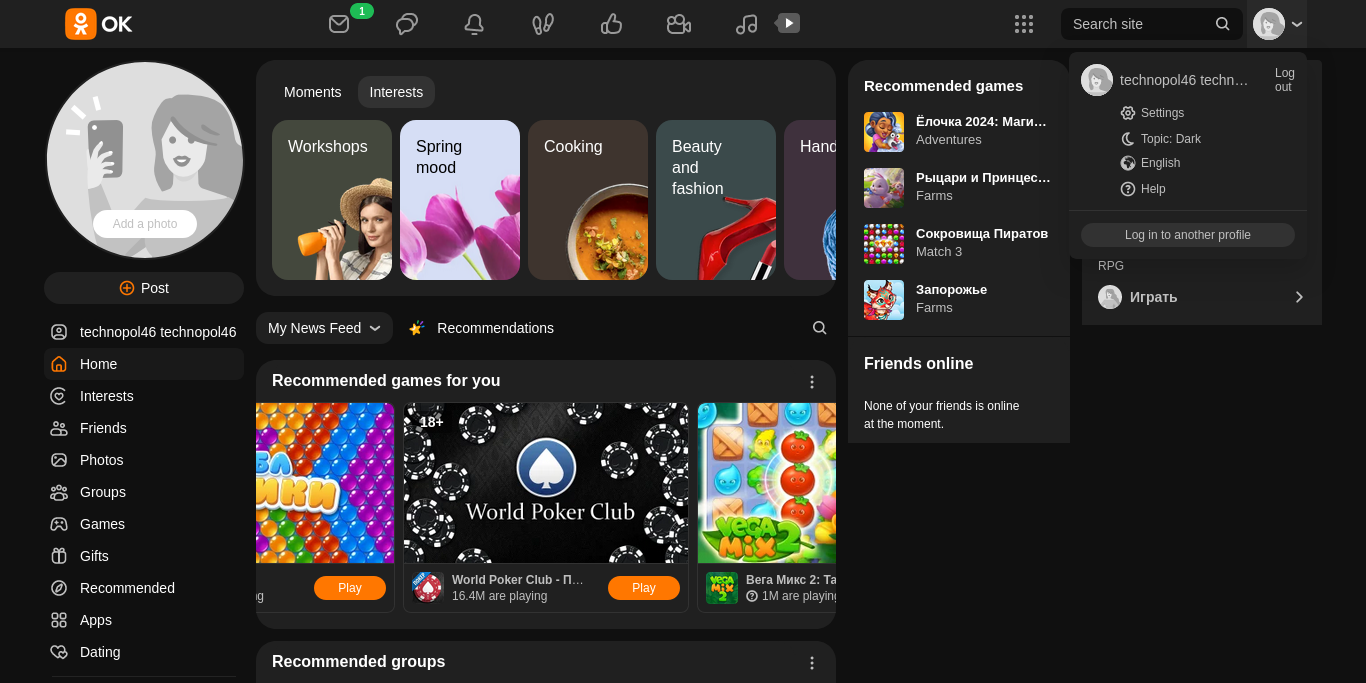 OK
1
Search site
technopol46 techn…
Log
out
Settings
Topic: Dark
English
Help
Log in to another profile
RPG
Играть
Add a photo
Post
technopol46 technopol46
Home
Interests
Friends
Photos
Groups
Games
Gifts
Recommended
Apps
Dating
Moments
Interests
Workshops
Spring
mood
Cooking
Beauty
and
fashion
Hand
My News Feed
Recommendations
Recommended games for you
18+
World Poker Club
VEGA
MIX 2
Play
World Poker Club - П…
16.4M are playing
Play
VEGA
MIX
2
Вега Микс 2: Та
1M are playing
Recommended groups
Recommended games
Ёлочка 2024: Маги…
Adventures
Рыцари и Принцес…
Farms
Сокровища Пиратов
Match 3
Запорожье
Farms
Friends online
None of your friends is online
at the moment.